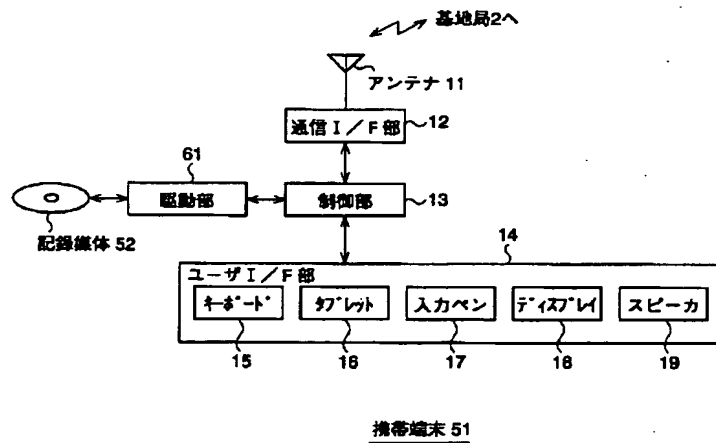 基地局2へ
アンテナ 11
通信I/F部
12
61
駆動部
制御部
13
記録媒体 52
14
ユーザI/F部
キーボード
タブレット
入力ペン
ディスプレイ
スピーカ
15
16
17
18
19
携帯端末 51